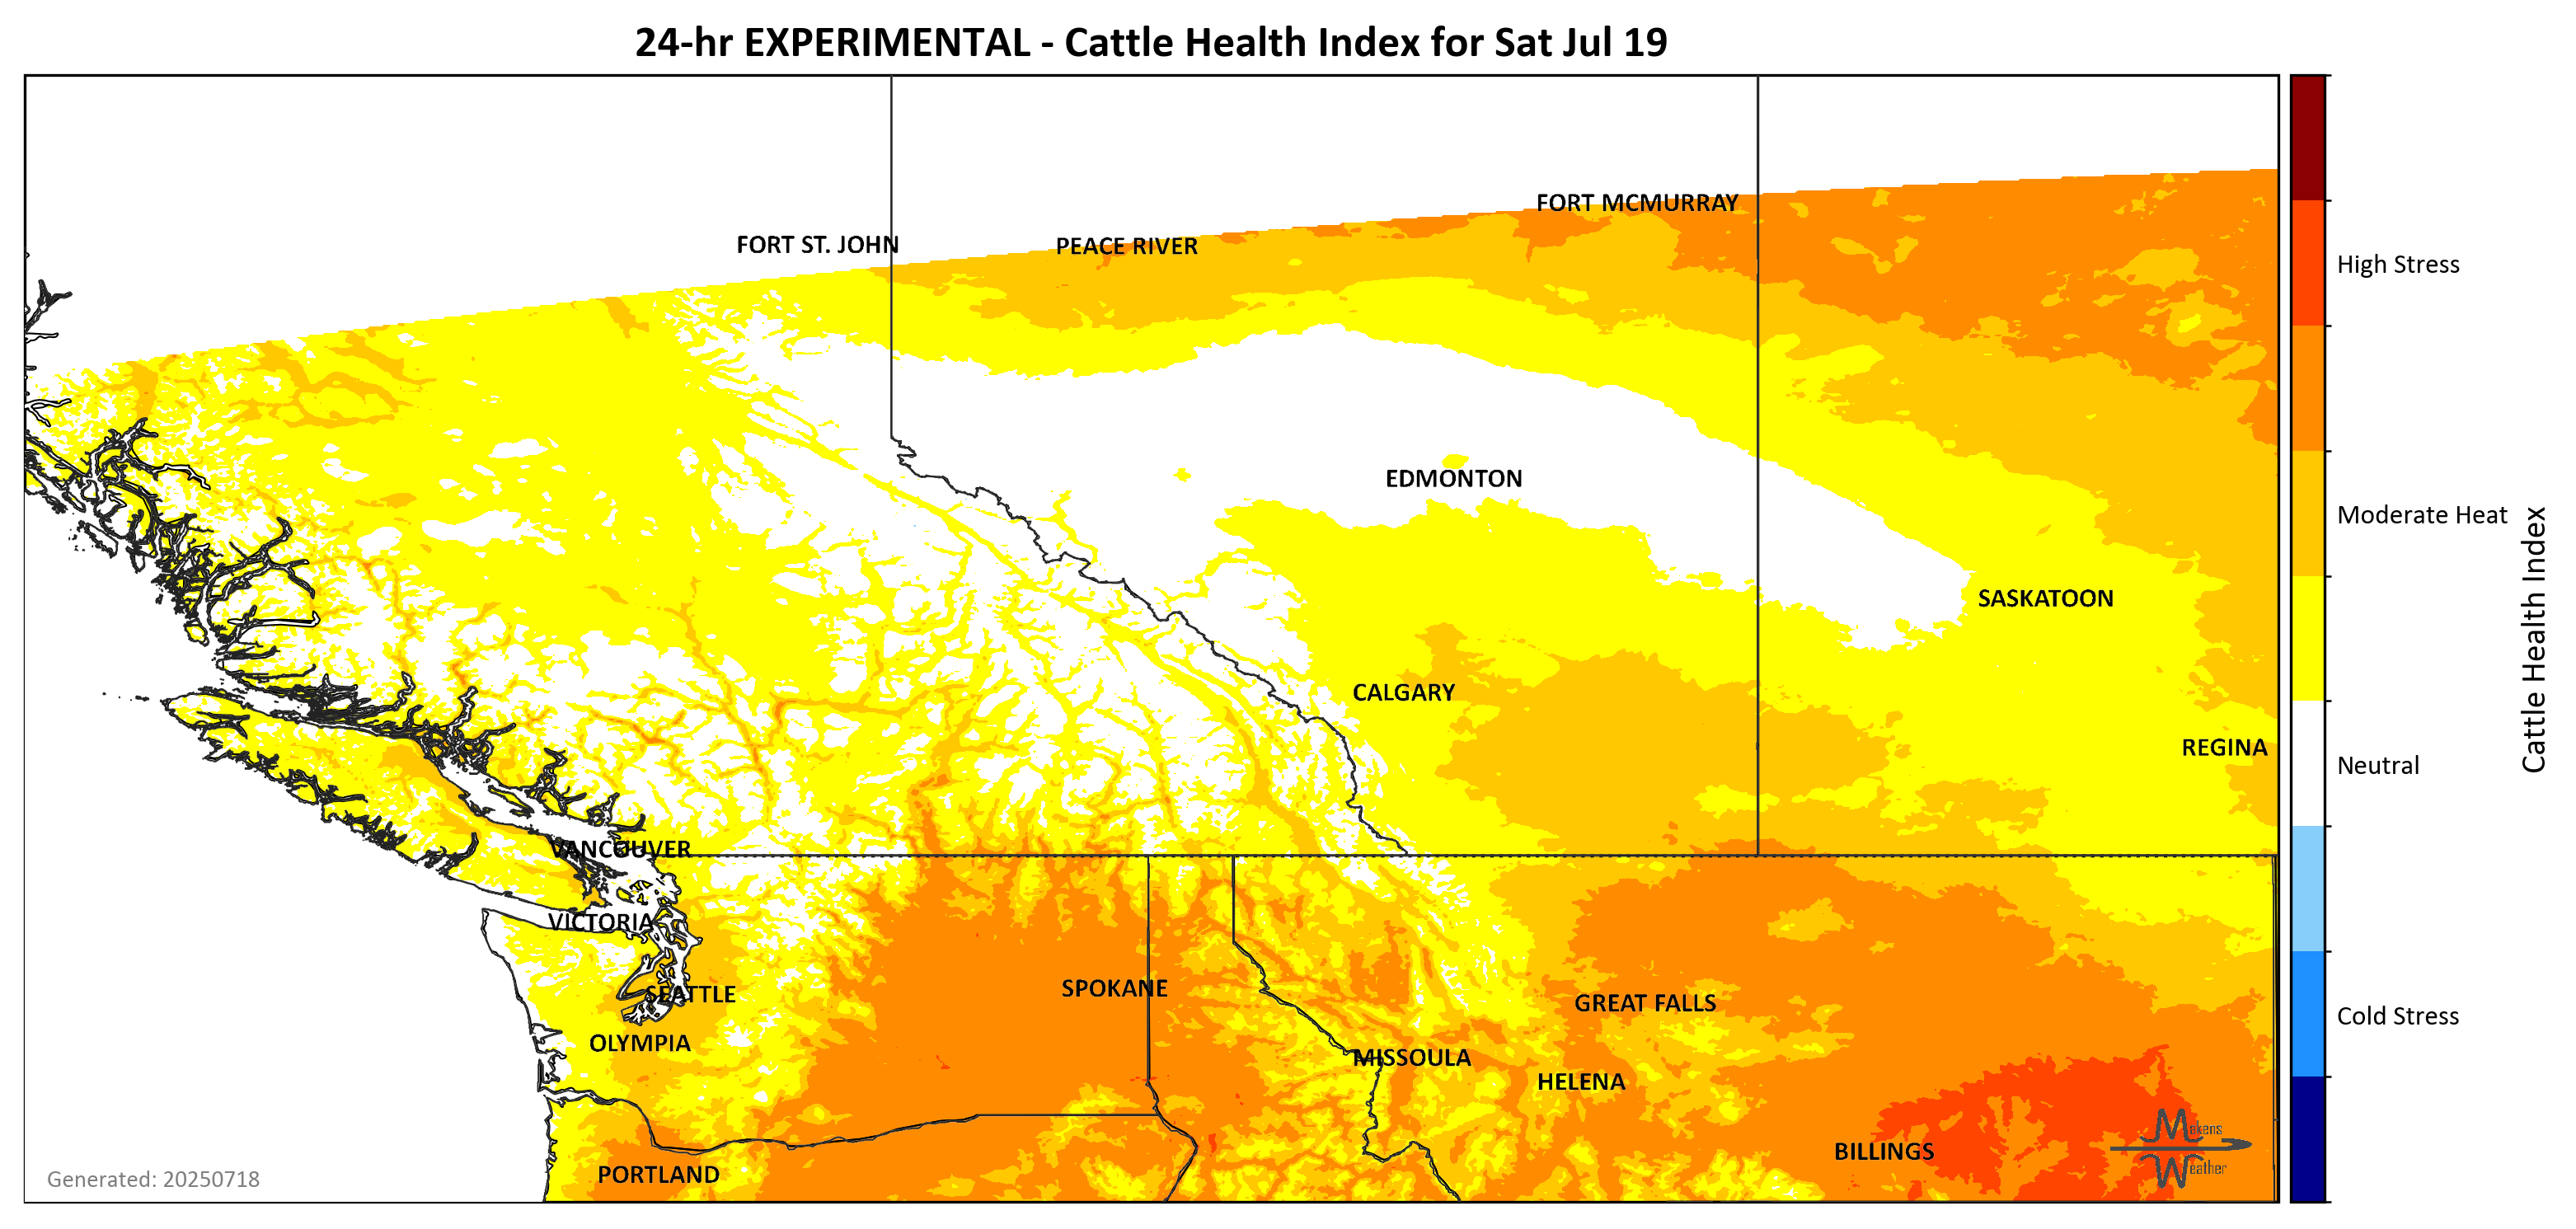 24-hr EXPERIMENTAL - Cattle Health Index for Sat Jul 19
FORT MCMURRAY
FORT ST. JOHN
PEACE RIVER
High Stress
EDMONTON
Moderate Heat
SASKATOON
CALGARY
REGINA
Neutral
Cattle Health Index
VANCOUVER
VICTORIA
SPOKANE
SEATTLE
GREAT FALLS
Cold Stress
OLYMPIA
MISSOULA
HELENA
Makens
BILLINGS
Weather
PORTLAND
Generated: 20250718